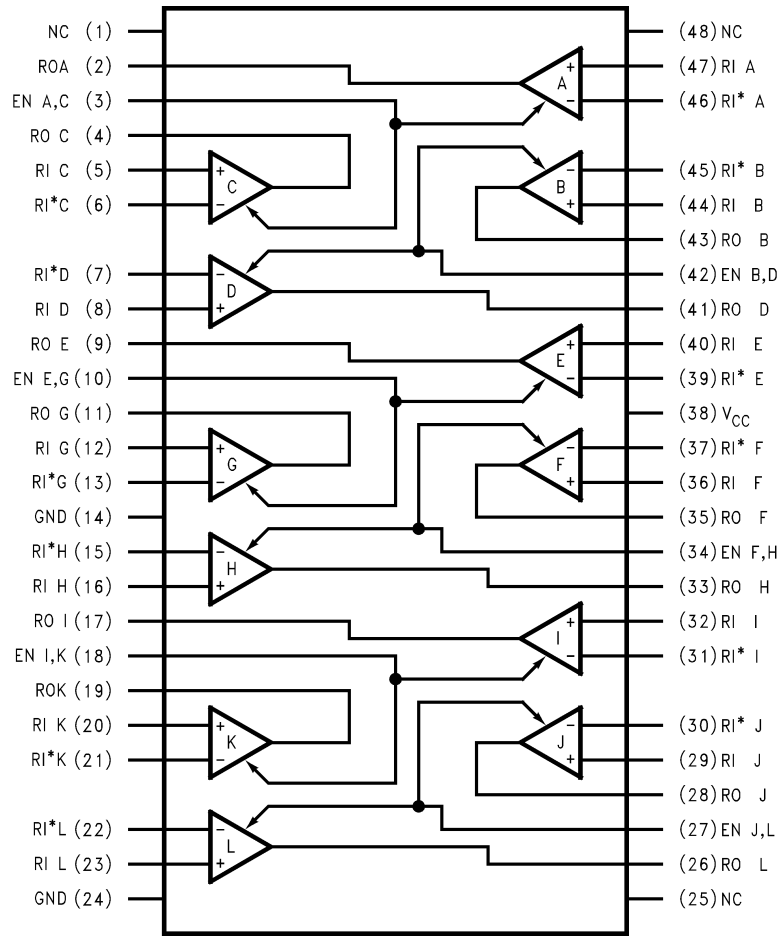 NC (1)
ROA (2)
EN A,C (3)
RO C (4)
RI C (5)
RI*C (6)
RI*D (7)
RI D (8)
RO E (9)
EN E,G (10)
RO G (11)
RI G (12)
RI*G (13)
GND (14)
RI*H (15)
RI H (16)
RO I (17)
EN I,K (18)
ROK (19)
RI K (20)
RI*K (21)
RI*L (22)
RI L (23)
GND (24)
+ A −
+ C −
− B +
− D +
+ E −
+ G −
− F +
− H +
+ I −
+ K −
− J +
− L +
(48) NC
(47) RI A
(46) RI* A
(45) RI* B
(44) RI B
(43) RO B
(42) EN B,D
(41) RO D
(40) RI E
(39) RI* E
(38) VCC
(37) RI* F
(36) RI F
(35) RO F
(34) EN F,H
(33) RO H
(32) RI I
(31) RI* I
(30) RI* J
(29) RI J
(28) RO J
(27) EN J,L
(26) RO L
(25) NC